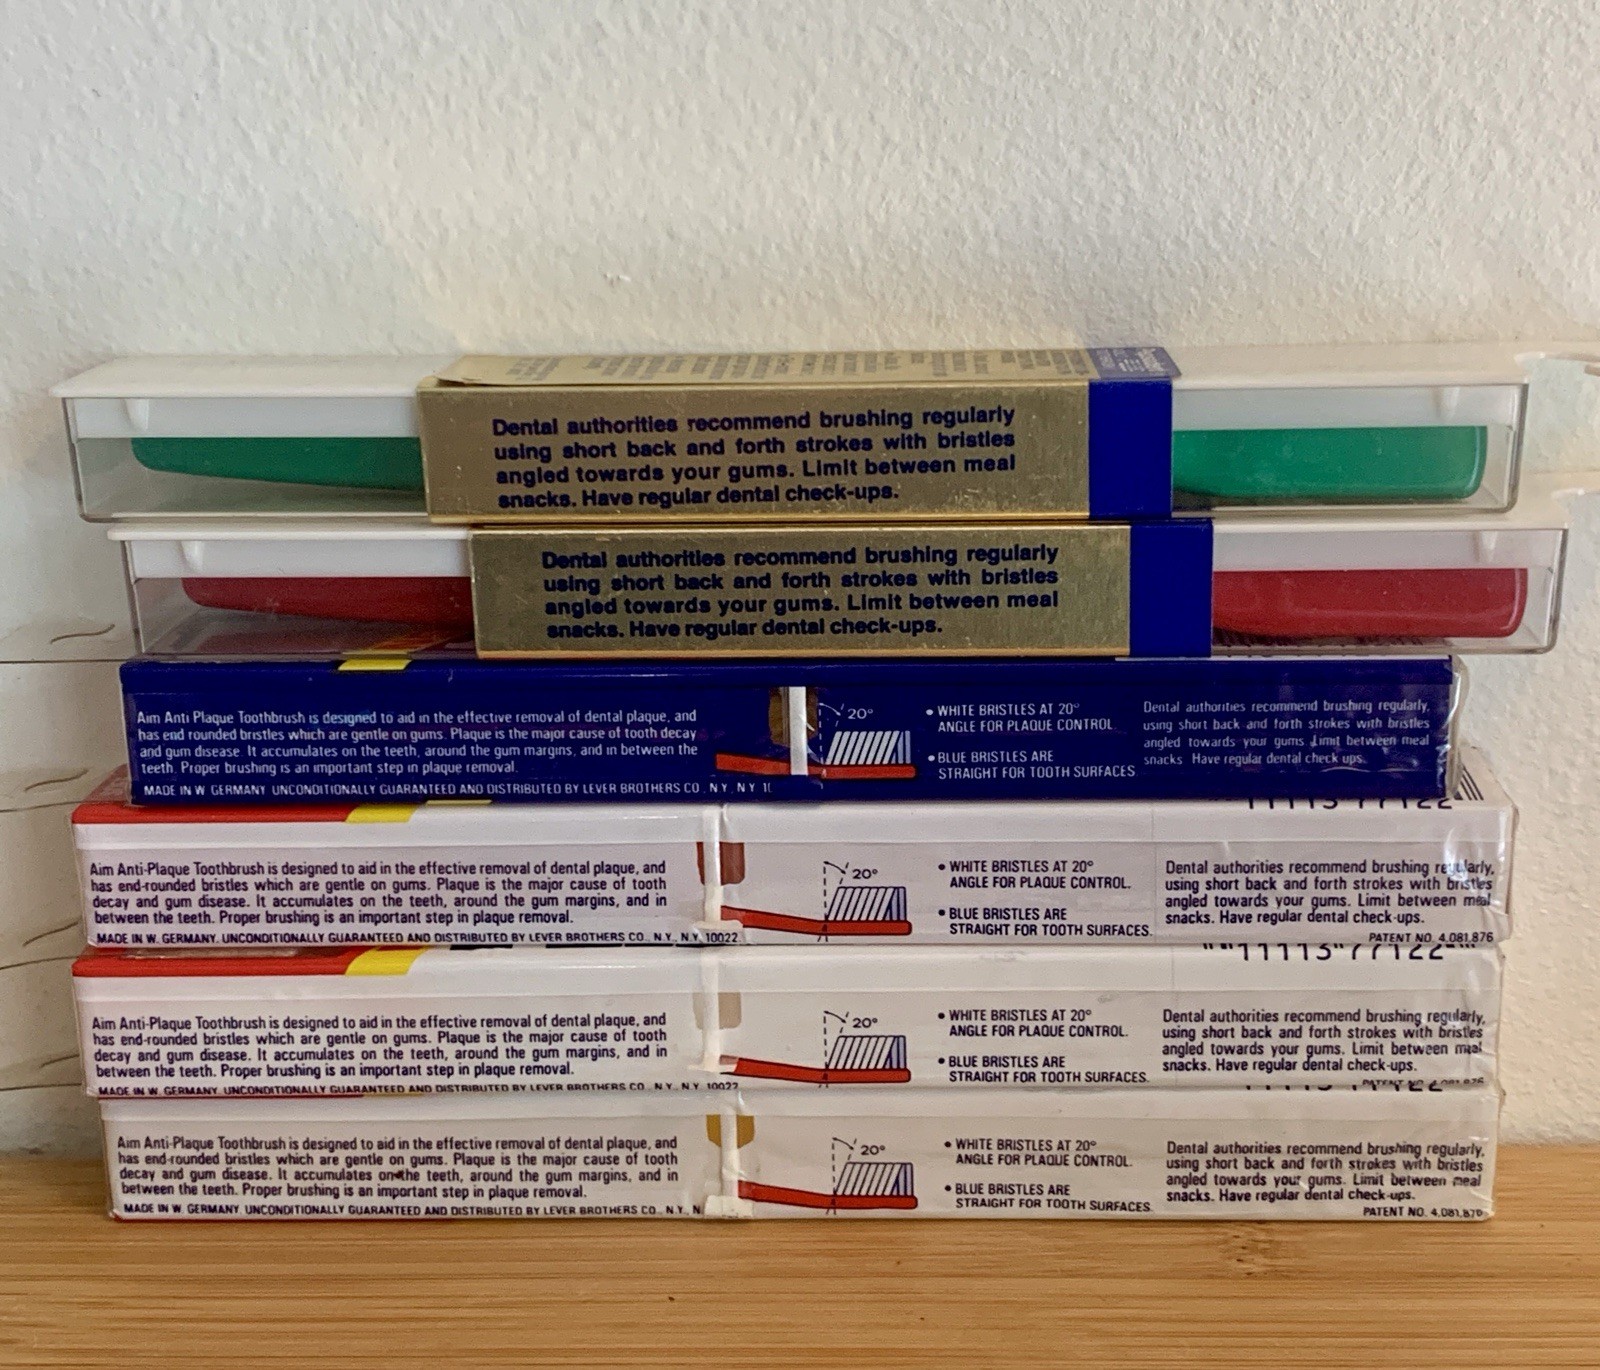 Dental authorities recommend brushing regularly
using short back and forth strokes with bristles
angled towards your gums. Limit between meal
snacks. Have regular dental check-ups.
Dental authorities recommend brushing regularly
using short back and forth strokes with bristles
angled towards your gums. Limit between meal
snacks. Have regular dental check-ups.
Aim Anti Plaque Toothbrush is designed to aid in the effective removal of dental plaque, and
has end rounded bristles which are gentle on gums. Plaque is the major cause of tooth decay
and gum disease. It accumulates on the teeth, around the gum margins, and in between the
teeth. Proper brushing is an important step in plaque removal.
MADE IN W GERMANY UNCONDITIONALLY GUARANTEED AND DISTRIBUTED BY LEVER BROTHERS CO., N.Y., N.Y.
20°
• WHITE BRISTLES AT 20°
ANGLE FOR PLAQUE CONTROL.
• BLUE BRISTLES ARE
STRAIGHT FOR TOOTH SURFACES.
Dental authorities recommend brushing regularly,
using short back and forth strokes with bristles
angled towards your gums. Limit between meal
snacks. Have regular dental check ups.
11115 77122
Aim Anti-Plaque Toothbrush is designed to aid in the effective removal of dental plaque, and
has end-rounded bristles which are gentle on gums. Plaque is the major cause of tooth
decay and gum disease. It accumulates on the teeth, around the gum margins, and in
between the teeth. Proper brushing is an important step in plaque removal.
MADE IN W. GERMANY. UNCONDITIONALLY GUARANTEED AND DISTRIBUTED BY LEVER BROTHERS CO., N.Y., N.Y. 10022
20°
• WHITE BRISTLES AT 20°
ANGLE FOR PLAQUE CONTROL.
• BLUE BRISTLES ARE
STRAIGHT FOR TOOTH SURFACES.
Dental authorities recommend brushing regularly,
using short back and forth strokes with bristles
angled towards your gums. Limit between meal
snacks. Have regular dental check-ups.
PATENT NO. 4,081,876
11115 77122
Aim Anti-Plaque Toothbrush is designed to aid in the effective removal of dental plaque, and
has end-rounded bristles which are gentle on gums. Plaque is the major cause of tooth
decay and gum disease. It accumulates on the teeth, around the gum margins, and in
between the teeth. Proper brushing is an important step in plaque removal.
MADE IN W. GERMANY. UNCONDITIONALLY GUARANTEED AND DISTRIBUTED BY LEVER BROTHERS CO., N.Y., N.Y. 10022
20°
• WHITE BRISTLES AT 20°
ANGLE FOR PLAQUE CONTROL.
• BLUE BRISTLES ARE
STRAIGHT FOR TOOTH SURFACES.
Dental authorities recommend brushing regularly,
using short back and forth strokes with bristles
angled towards your gums. Limit between meal
snacks. Have regular dental check-ups.
PATENT NO. 4,081,876
Aim Anti-Plaque Toothbrush is designed to aid in the effective removal of dental plaque, and
has end-rounded bristles which are gentle on gums. Plaque is the major cause of tooth
decay and gum disease. It accumulates on the teeth, around the gum margins, and in
between the teeth. Proper brushing is an important step in plaque removal.
MADE IN W. GERMANY. UNCONDITIONALLY GUARANTEED AND DISTRIBUTED BY LEVER BROTHERS CO., N.Y., N
20°
• WHITE BRISTLES AT 20°
ANGLE FOR PLAQUE CONTROL.
• BLUE BRISTLES ARE
STRAIGHT FOR TOOTH SURFACES.
Dental authorities recommend brushing regularly,
using short back and forth strokes with bristles
angled towards your gums. Limit between meal
snacks. Have regular dental check-ups.
PATENT NO. 4,081,876